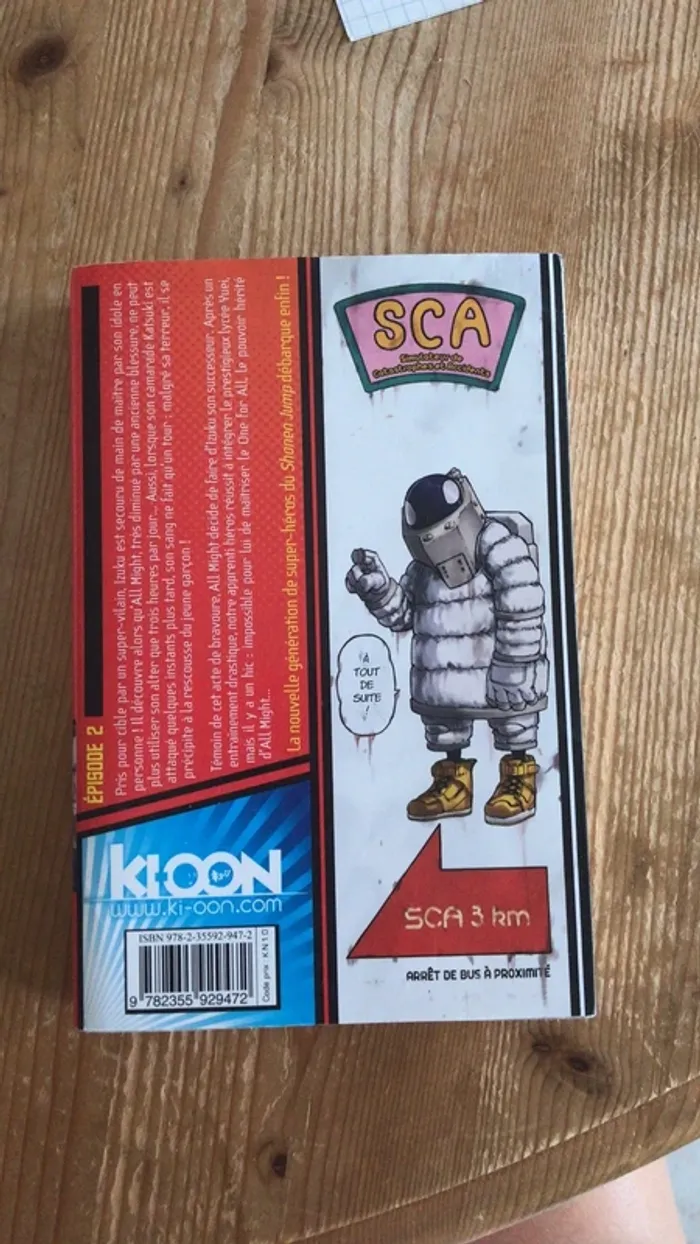 ÉPISODE 2
Pris pour cible par un super-vilain, Izuku est secouru de main de maître par son idole en
personne ! Il découvre alors qu'All Might, très diminué par une ancienne blessure, ne peut
plus utiliser son alter que trois heures par jour... Aussi, lorsque son camarade Katsuki est
attaqué quelques instants plus tard, son sang ne fait qu'un tour : malgré sa terreur, il se
précipite à la rescousse du jeune garçon !
Témoin de cet acte de bravoure, All Might décide de faire d'Izuku son successeur. Après un
entraînement drastique, notre apprenti héros réussit à intégrer le prestigieux lycée Yuei,
mais il y a un hic : impossible pour lui de maîtriser le One for All, le pouvoir hérité
d'All Might...
La nouvelle génération de super-héros du Shonen Jump débarque enfin !
KI-OON
www.ki-oon.com
ISBN 978-2-35592-947-2
9 782355 929472
Code prix : KN10
SCA
Simulateur de
Catastrophes et Accidents
À
TOUT
DE
SUITE
!
SCA 3 km
ARRÊT DE BUS À PROXIMITÉ